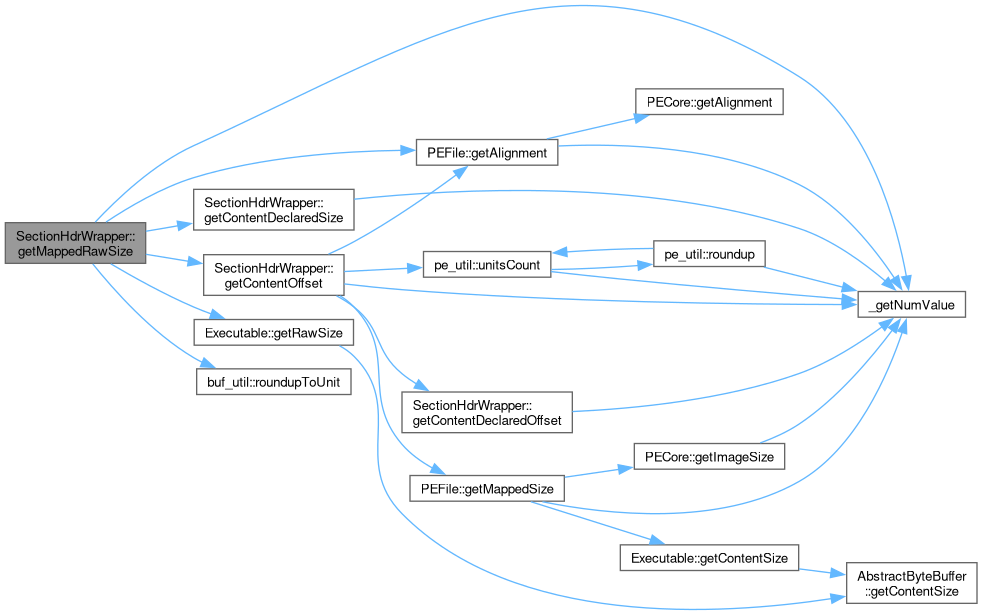 SectionHdrWrapper::
getMappedRawSize
PEFile::getAlignment
PECore::getAlignment
SectionHdrWrapper::
getContentDeclaredSize
SectionHdrWrapper::
getContentOffset
pe_util::unitsCount
pe_util::roundup
_getNumValue
Executable::getRawSize
buf_util::roundupToUnit
SectionHdrWrapper::
getContentDeclaredOffset
PEFile::getMappedSize
PECore::getImageSize
Executable::getContentSize
AbstractByteBuffer
::getContentSize